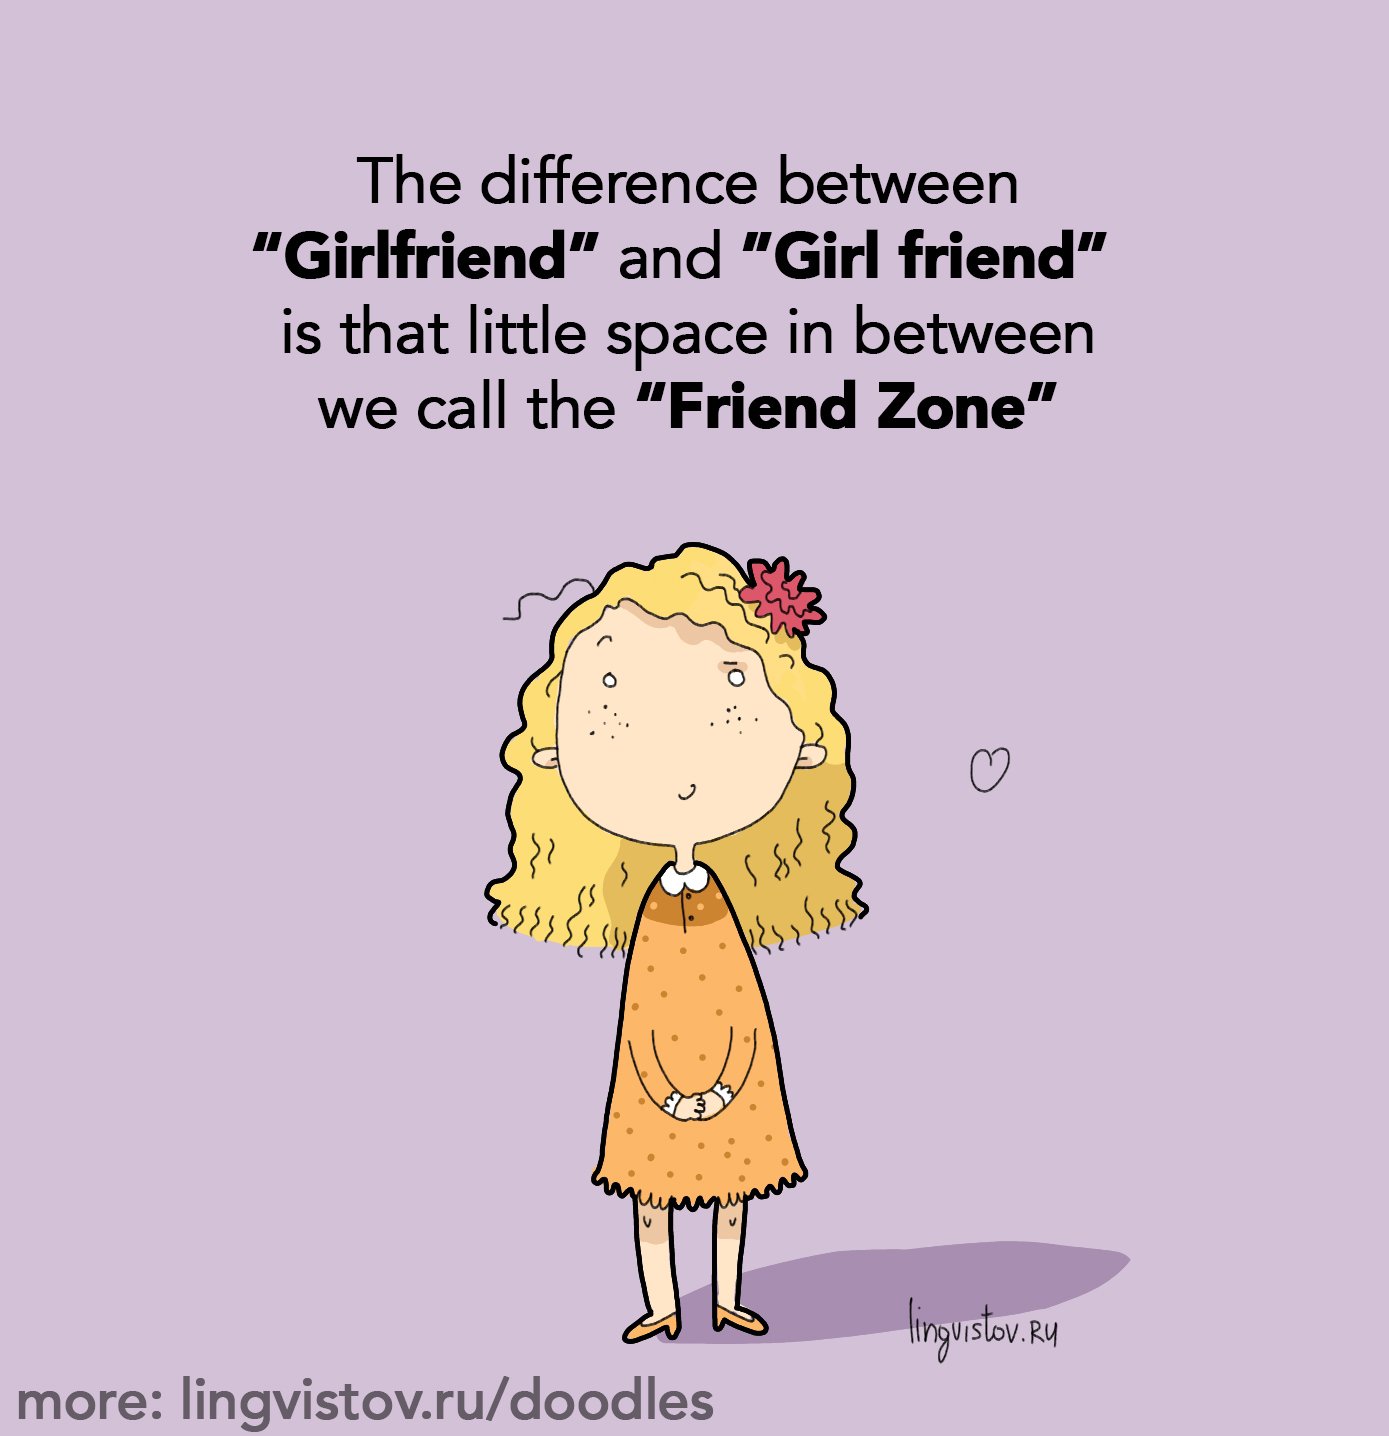 The difference between
“Girlfriend” and ”Girl friend”
is that little space in between
we call the “Friend Zone”
lingvistov.RU
more: lingvistov.ru/doodles